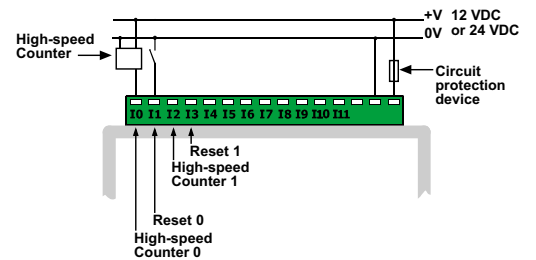 +V 12 VDC
0V or 24 VDC
High-speed
Counter
Circuit
protection
device
I0 I1 I2 I3 I4 I5 I6 I7 I8 I9 I10 I11
Reset 1
High-speed
Counter 1
Reset 0
High-speed
Counter 0